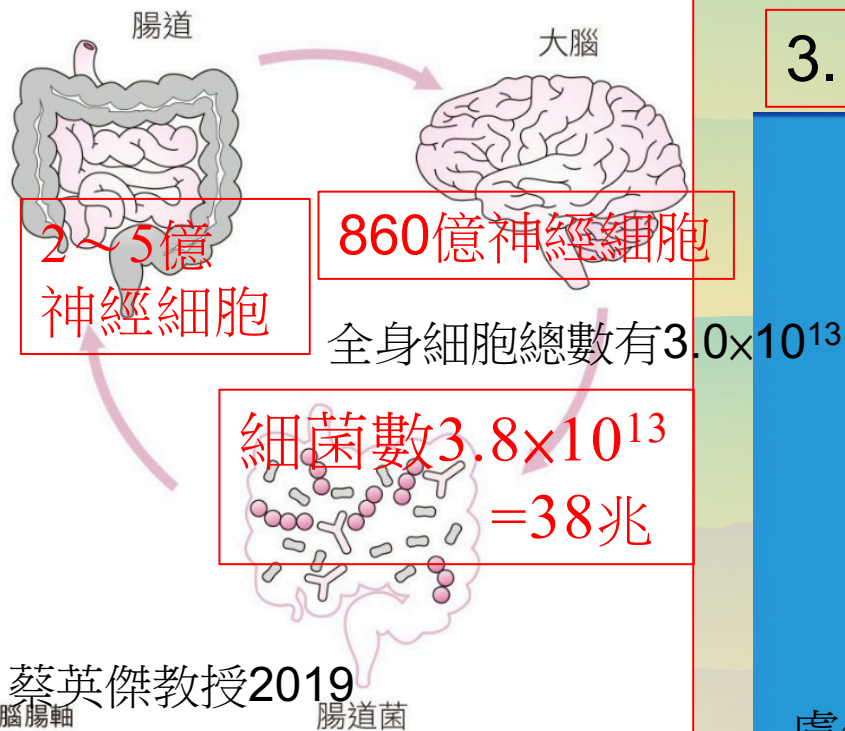 腸道
大腦
3.
2～5億
神經細胞
860億神經細胞
全身細胞總數有3.0×10¹³
細菌數3.8×10¹³
=38兆
蔡英傑教授2019
腦腸軸
腸道菌